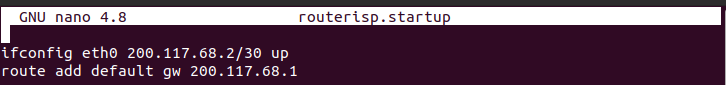 GNU nano 4.8 routerisp.startup
ifconfig eth0 200.117.68.2/30 up
route add default gw 200.117.68.1